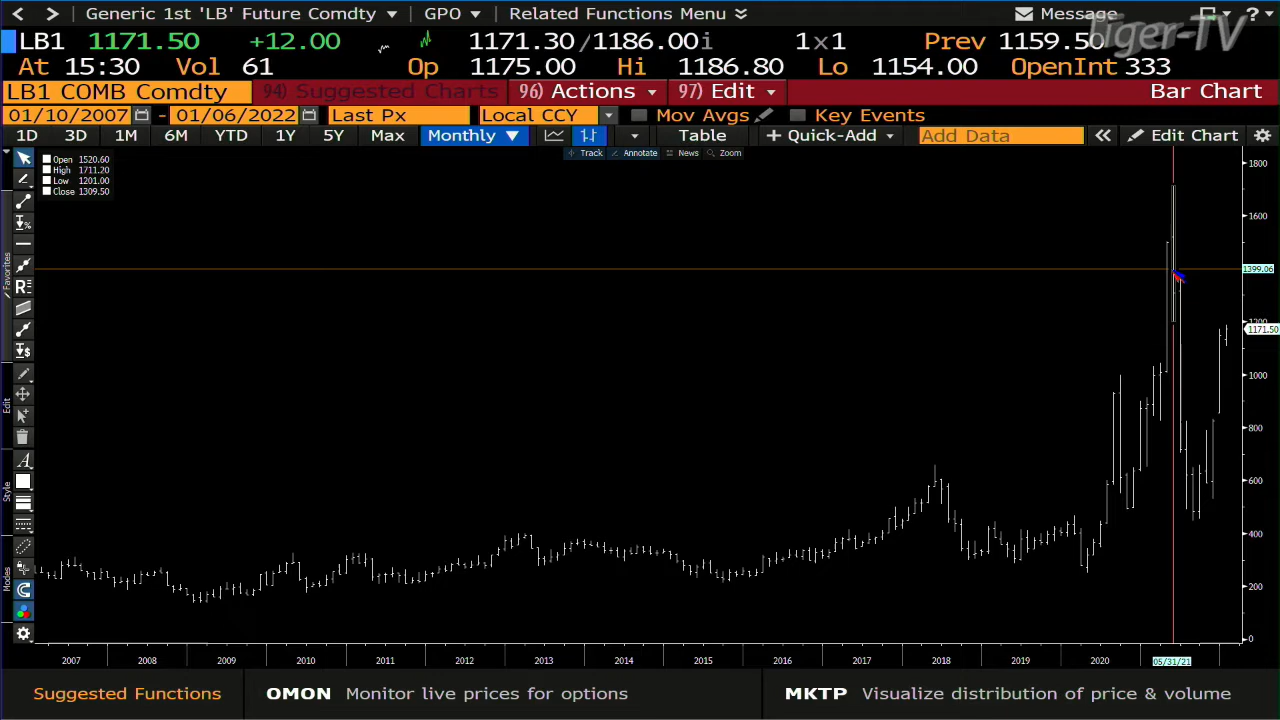 Generic 1st 'LB' Future Comdty GPO Related Functions Menu Message ?
Tiger-TV
LB1 1171.50 +12.00 1171.30/1186.00i 1x1 Prev 1159.50
At 15:30 Vol 61 Op 1175.00 Hi 1186.80 Lo 1154.00 OpenInt 333
LB1 COMB Comdty 94) Suggested Charts 96) Actions 97) Edit Bar Chart
01/10/2007 - 01/06/2022 Last Px Local CCY Mov Avgs Key Events
1D 3D 1M 6M YTD 1Y 5Y Max Monthly Table + Quick-Add Add Data Edit Chart
Track Annotate News Zoom
Open 1520.60
High 1711.20
Low 1201.00
Close 1309.50
1800
1600
1399.06
1200
1171.50
1000
800
600
400
200
0
Favorites
Edit
Style
Modes
2007 2008 2009 2010 2011 2012 2013 2014 2015 2016 2017 2018 2019 2020 05/31/21
Suggested Functions OMON Monitor live prices for options MKTP Visualize distribution of price & volume